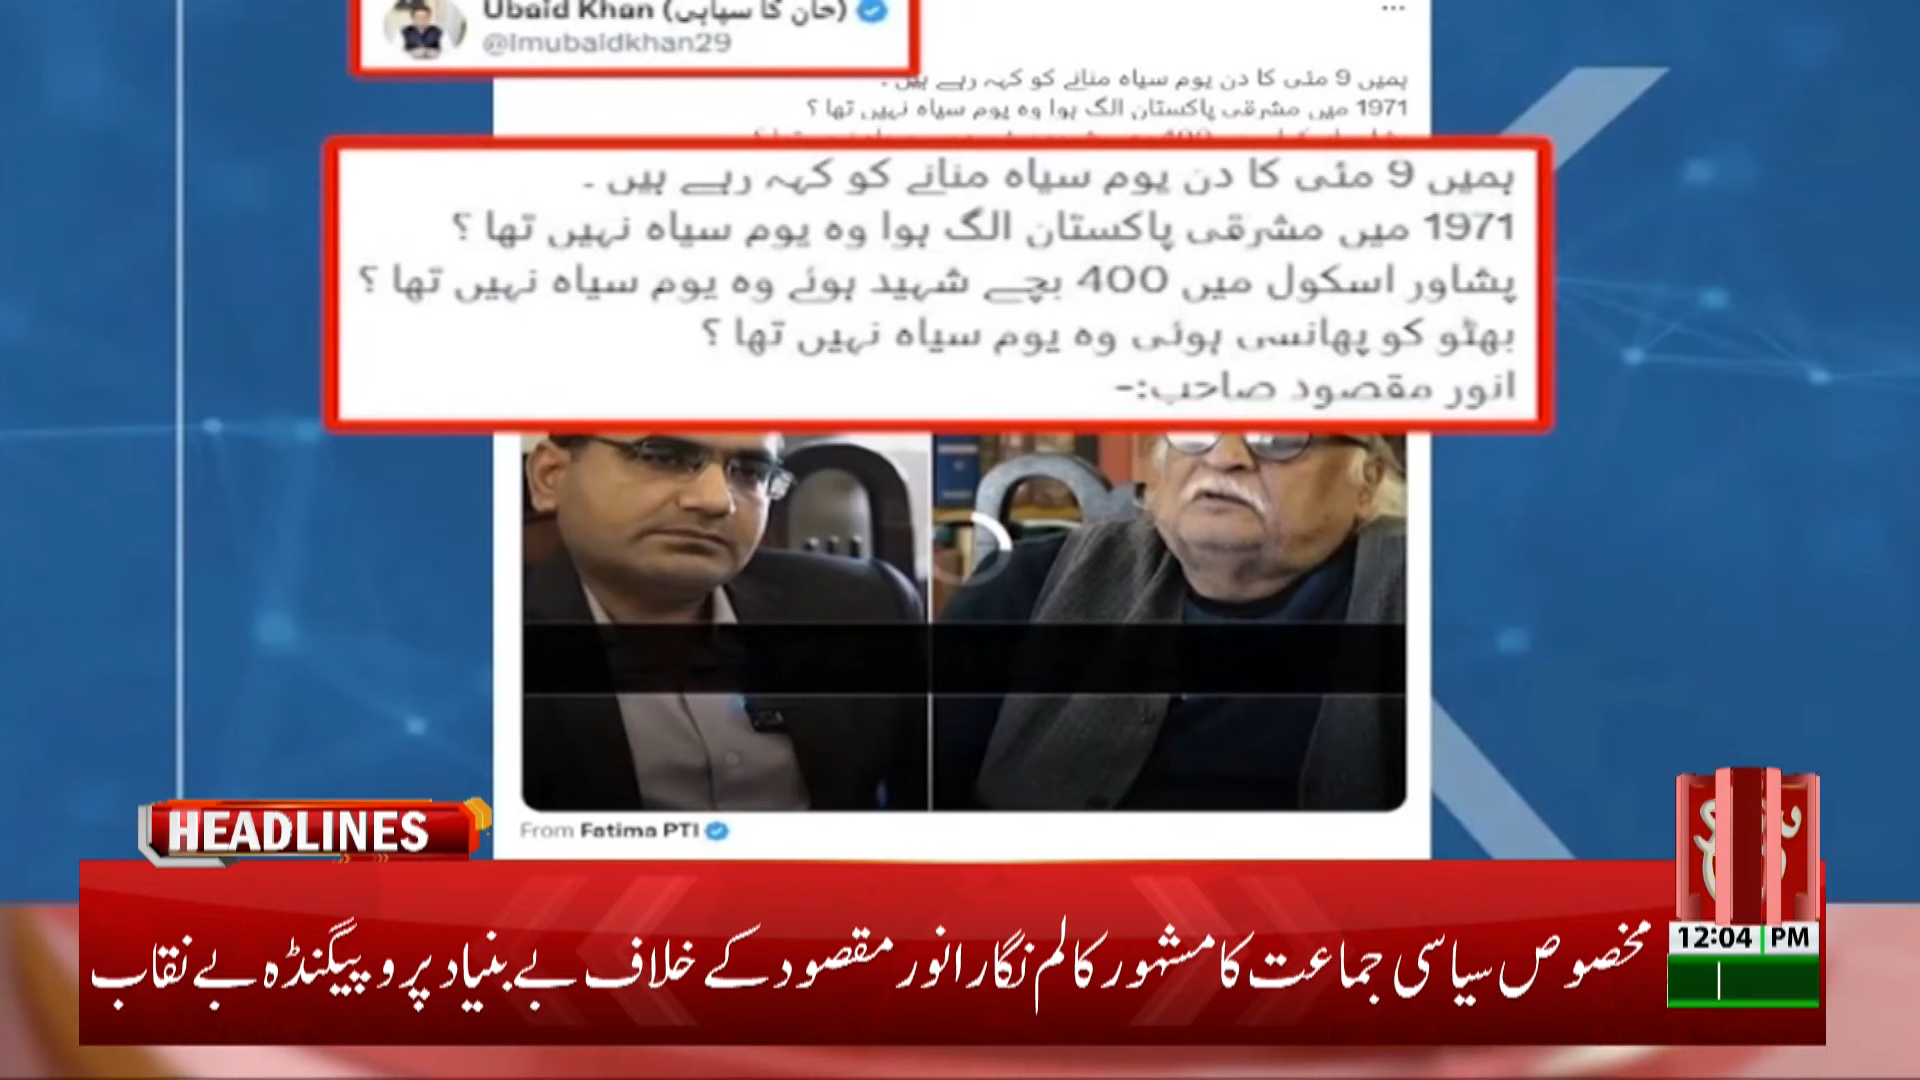 Ubaid Khan (خان کا سپاہی)
@Imubaidkhan29
ہمیں 9 مئی کا دن یوم سیاہ منانے کو کہہ رہے ہیں ۔
1971 میں مشرقی پاکستان الگ ہوا وہ یوم سیاہ نہیں تھا ؟
ہمیں 9 مئی کا دن یوم سیاہ منانے کو کہہ رہے ہیں ۔
1971 میں مشرقی پاکستان الگ ہوا وہ یوم سیاہ نہیں تھا ؟
پشاور اسکول میں 400 بچے شہید ہوئے وہ یوم سیاہ نہیں تھا ؟
بھٹو کو پھانسی ہوئی وہ یوم سیاہ نہیں تھا ؟
انور مقصود صاحب:-
From Fatima PTI
HEADLINES
مخصوص سیاسی جماعت کا مشہور کالم نگار انور مقصود کے خلاف بے بنیاد پروپیگنڈہ بے نقاب
12:04 PM